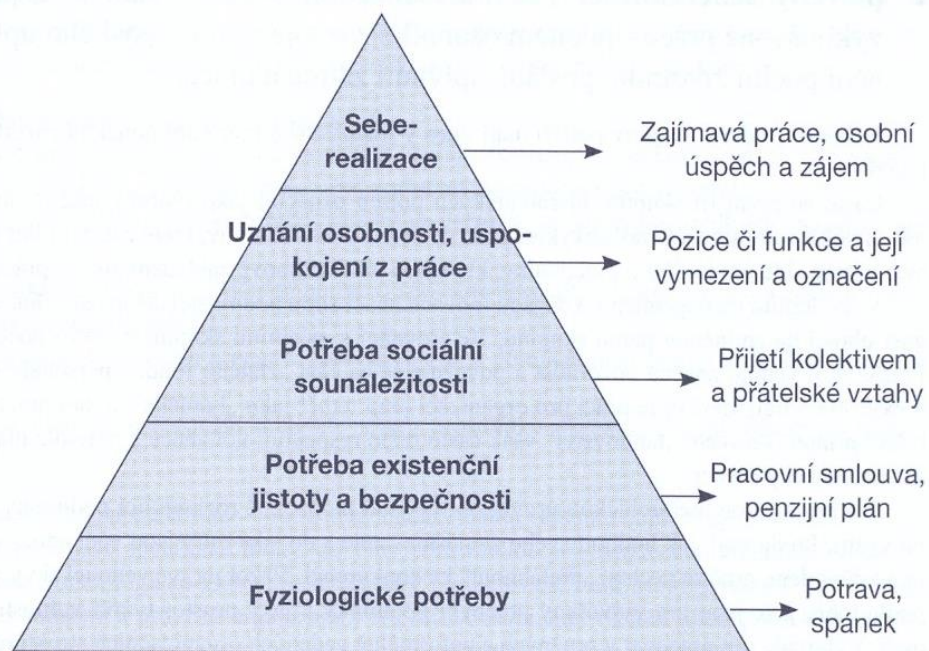 Sebe-
realizace
Zajímavá práce, osobní
úspěch a zájem
Uznání osobnosti, uspo-
kojení z práce
Pozice či funkce a její
vymezení a označení
Potřeba sociální
sounáležitosti
Přijetí kolektivem
a přátelské vztahy
Potřeba existenční
jistoty a bezpečnosti
Pracovní smlouva,
penzijní plán
Fyziologické potřeby
Potrava,
spánek